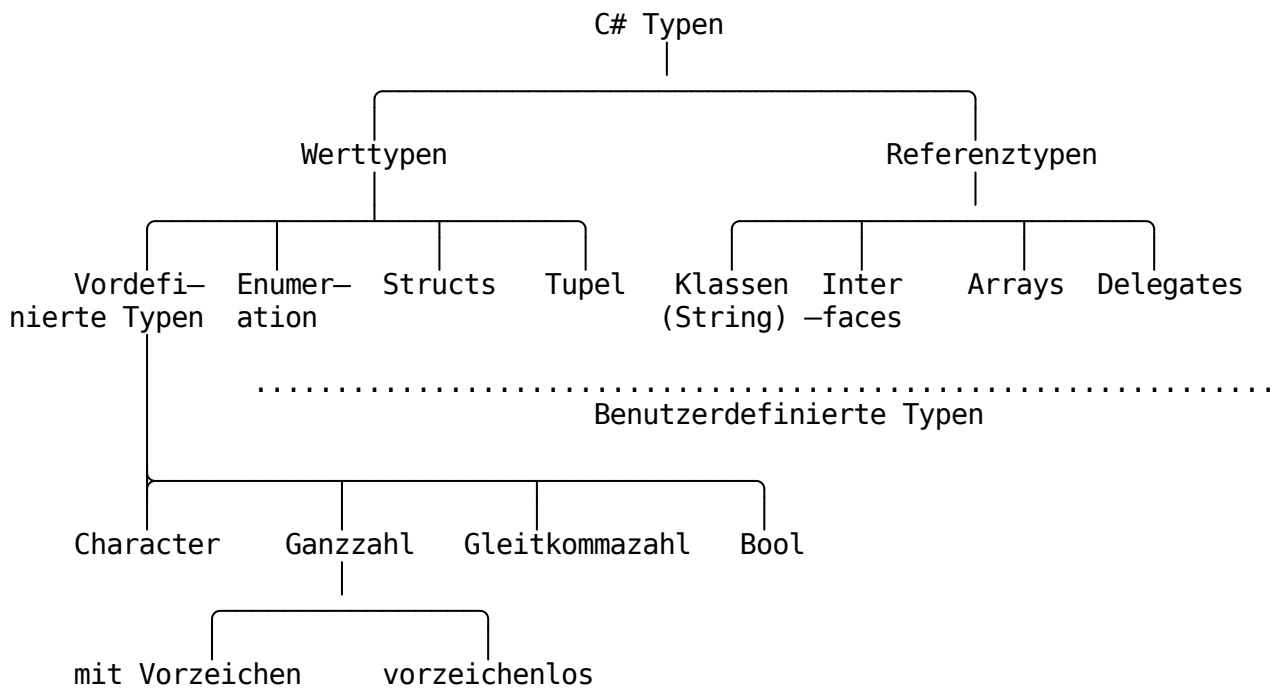 C# Typen
Werttypen Referenztypen
Vordefi– Enumer– Structs Tupel Klassen Inter Arrays Delegates
nierte Typen ation (String) –faces
Benutzerdefinierte Typen
Character Ganzzahl Gleitkommazahl Bool
mit Vorzeichen vorzeichenlos